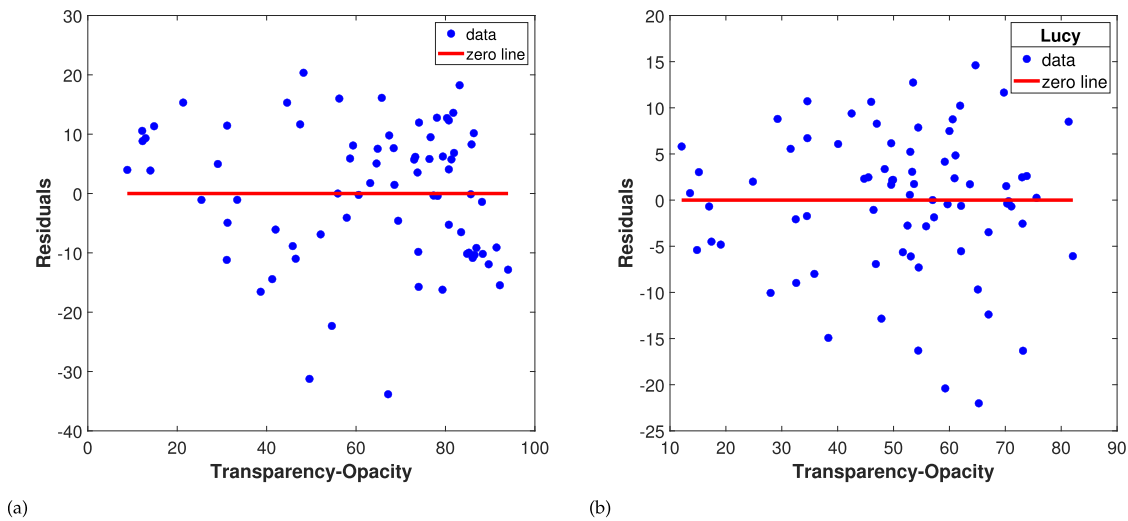 30
20
10
0
-10
-20
-30
-40
0 20 40 60 80 100
Residuals
Transparency-Opacity
data
zero line
(a)
20
15
10
5
0
-5
-10
-15
-20
-25
10 20 30 40 50 60 70 80 90
Residuals
Transparency-Opacity
Lucy
data
zero line
(b)